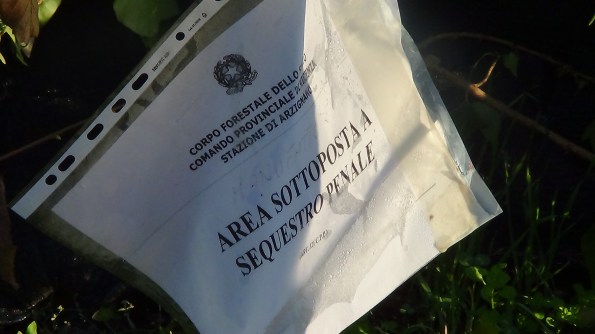 CORPO FORESTALE DELLO
COMANDO PROVINCIALE DI
STAZIONE DI ARZIGNANO
AREA SOTTOPOSTA A
SEQUESTRO PENALE